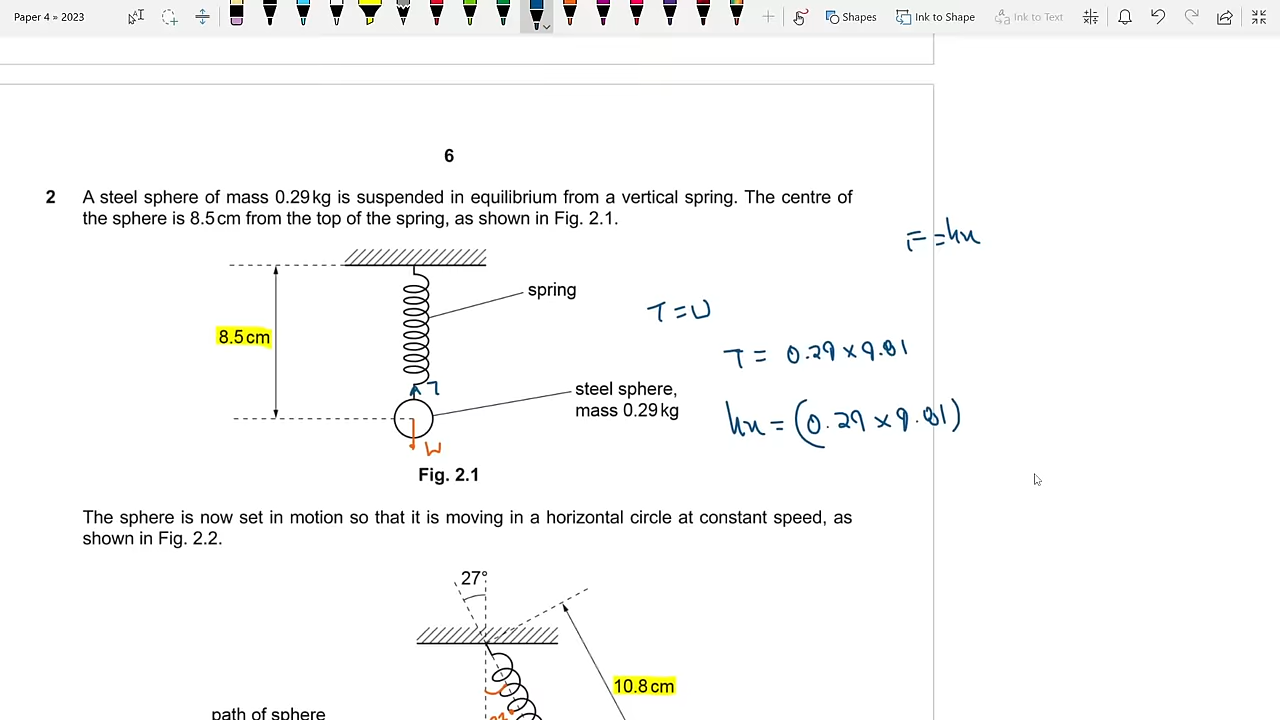 Paper 4 » 2023
Shapes
Ink to Shape
Ink to Text
6
2 A steel sphere of mass 0.29 kg is suspended in equilibrium from a vertical spring. The centre of
the sphere is 8.5 cm from the top of the spring, as shown in Fig. 2.1.
F = kx
spring
T = W
8.5 cm
T = 0.29 × 9.81
T
steel sphere,
mass 0.29 kg
kx = (0.29 × 9.81)
W
Fig. 2.1
The sphere is now set in motion so that it is moving in a horizontal circle at constant speed, as
shown in Fig. 2.2.
27°
10.8 cm
path of sphere